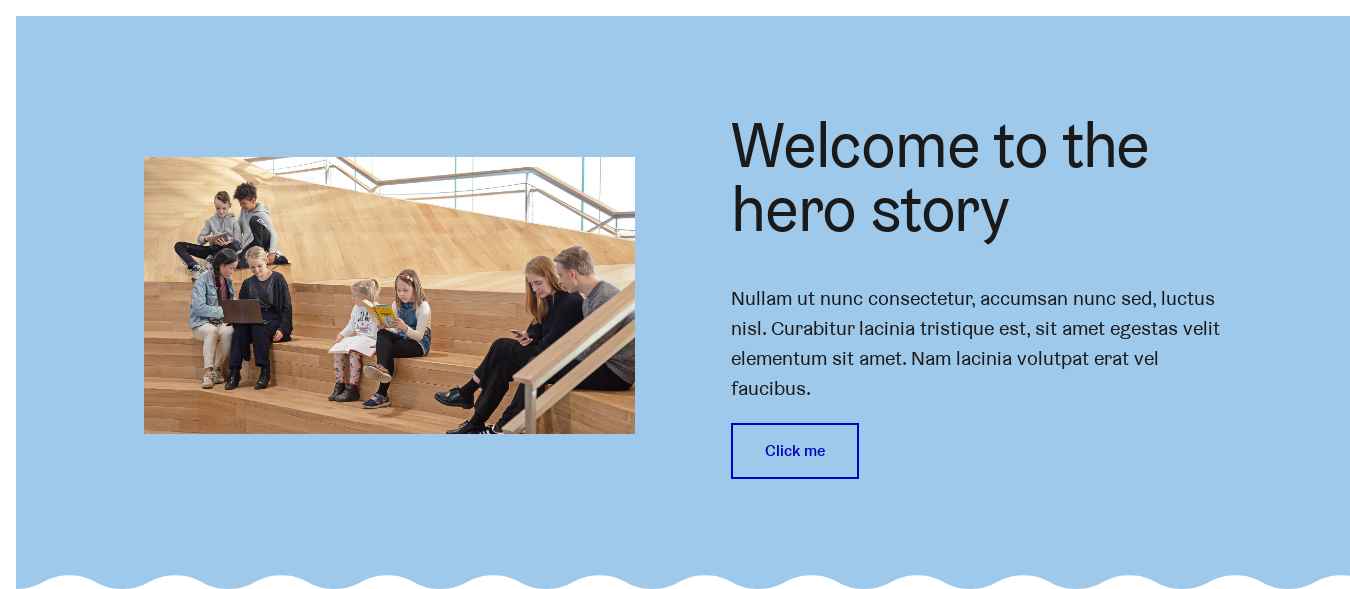 Welcome to the
hero story
Nullam ut nunc consectetur, accumsan nunc sed, luctus
nisl. Curabitur lacinia tristique est, sit amet egestas velit
elementum sit amet. Nam lacinia volutpat erat vel
faucibus.
Click me